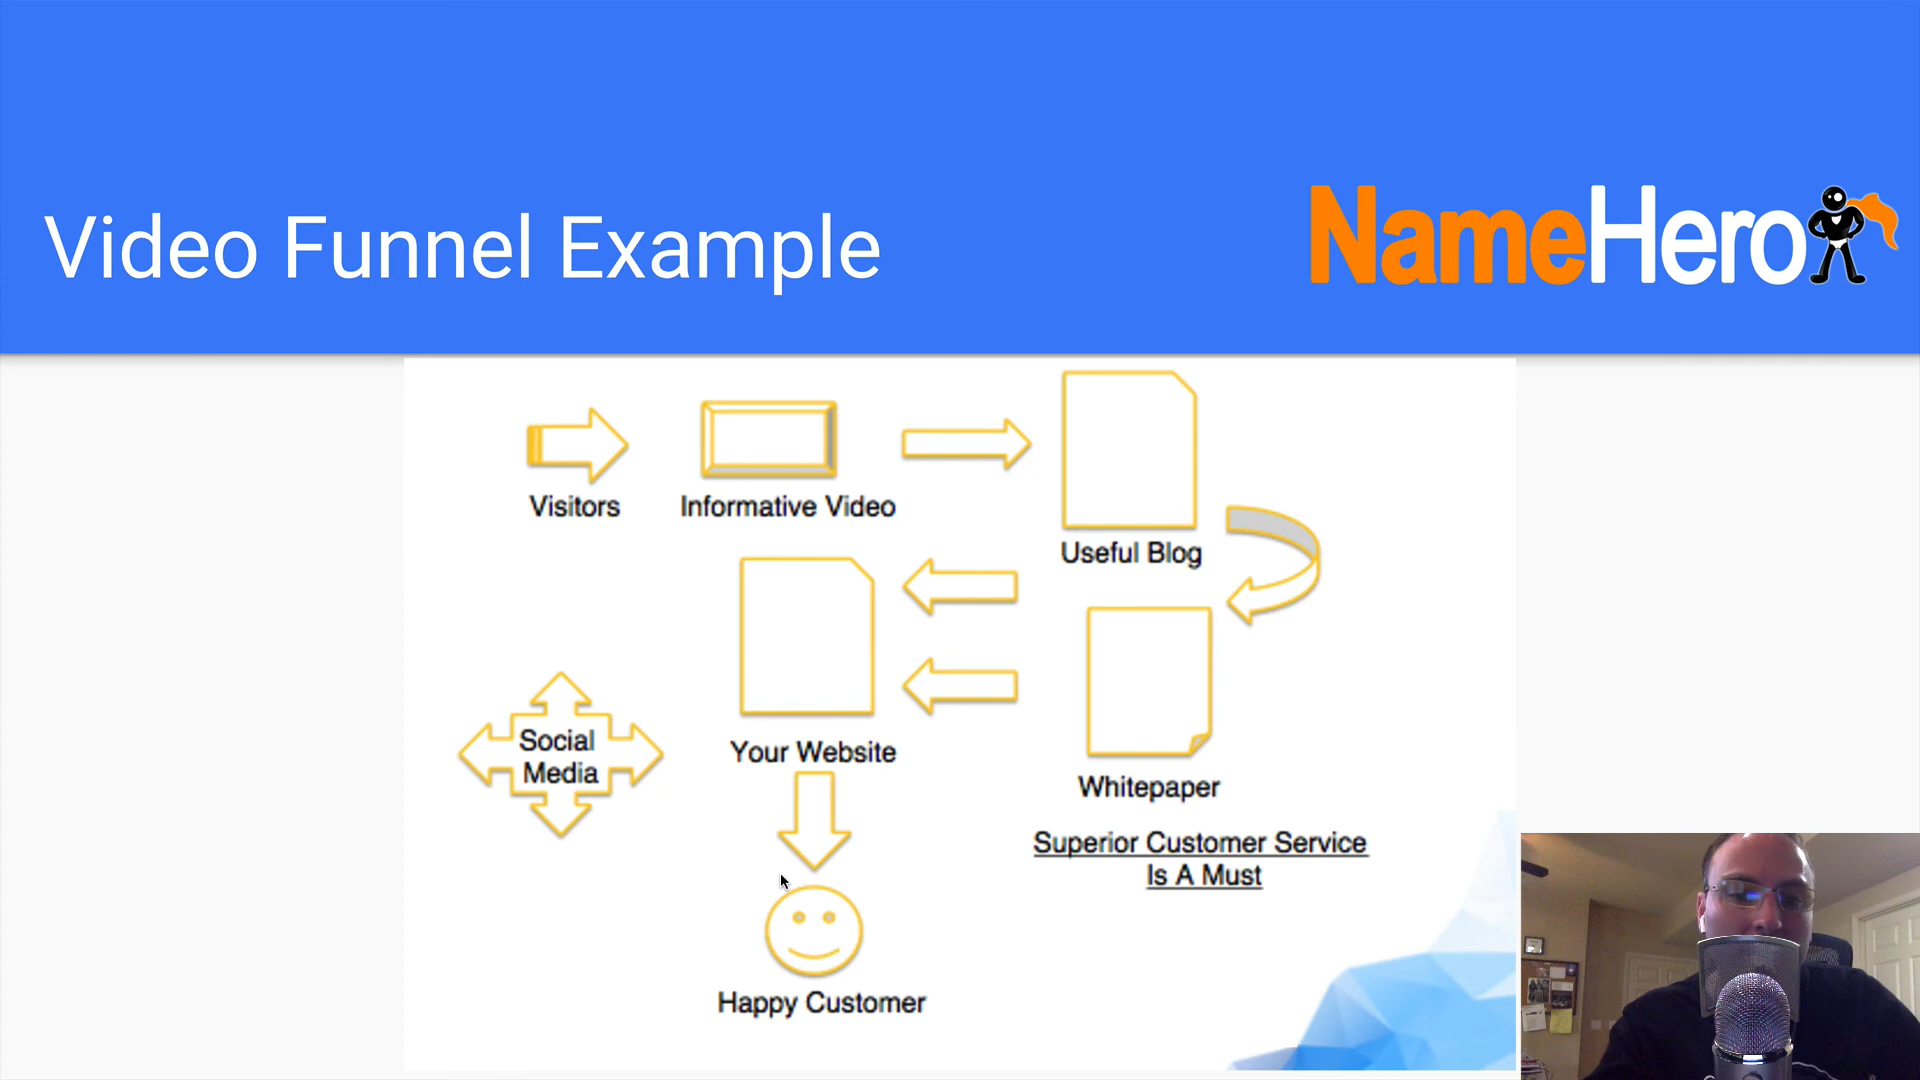 Video Funnel Example
NameHero
Visitors
Informative Video
Useful Blog
Social
Media
Your Website
Whitepaper
Superior Customer Service
Is A Must
Happy Customer